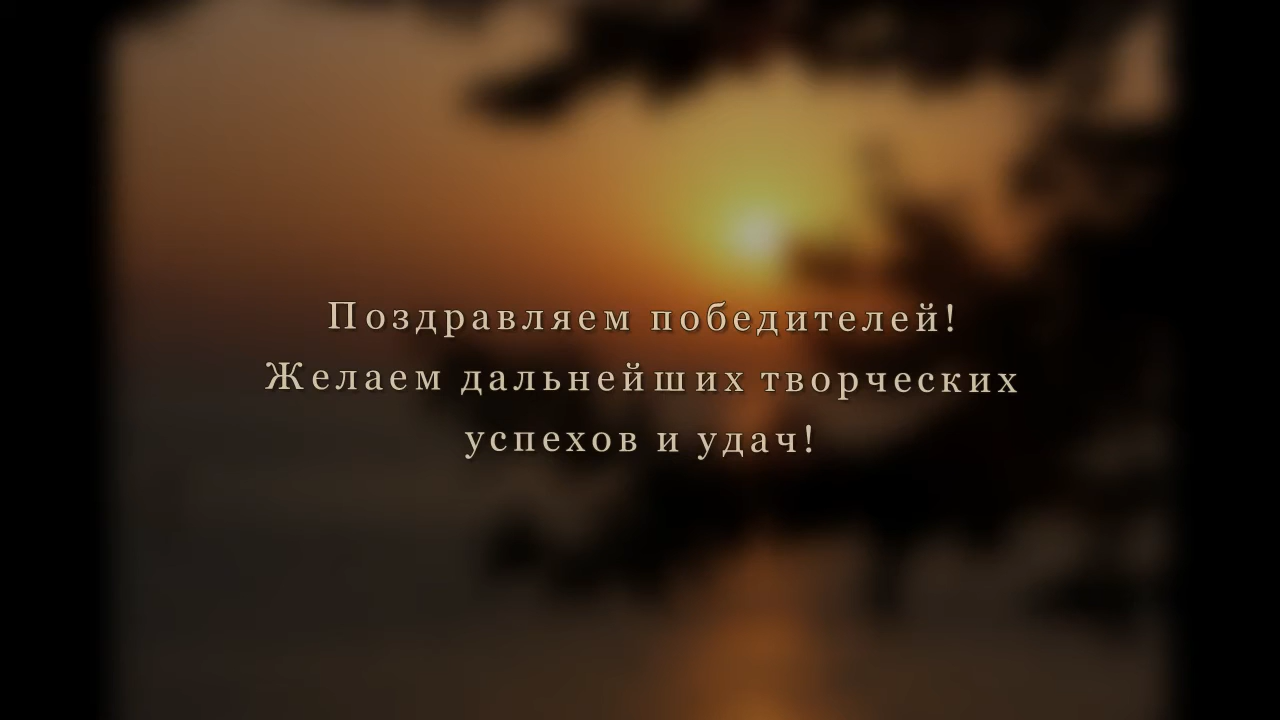 Поздравляем победителей!
Желаем дальнейших творческих
успехов и удач!